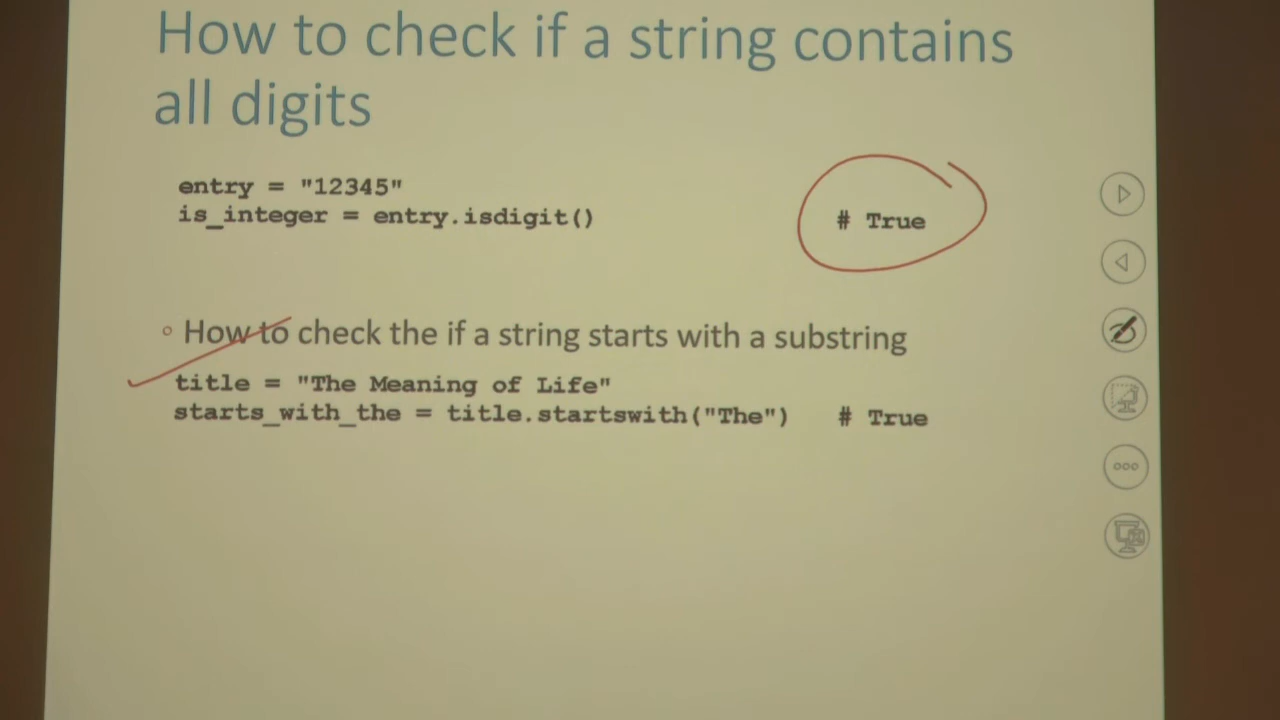 How to check if a string contains
all digits
entry = "12345"
is_integer = entry.isdigit() # True
How to check the if a string starts with a substring
title = "The Meaning of Life"
starts_with_the = title.startswith("The") # True